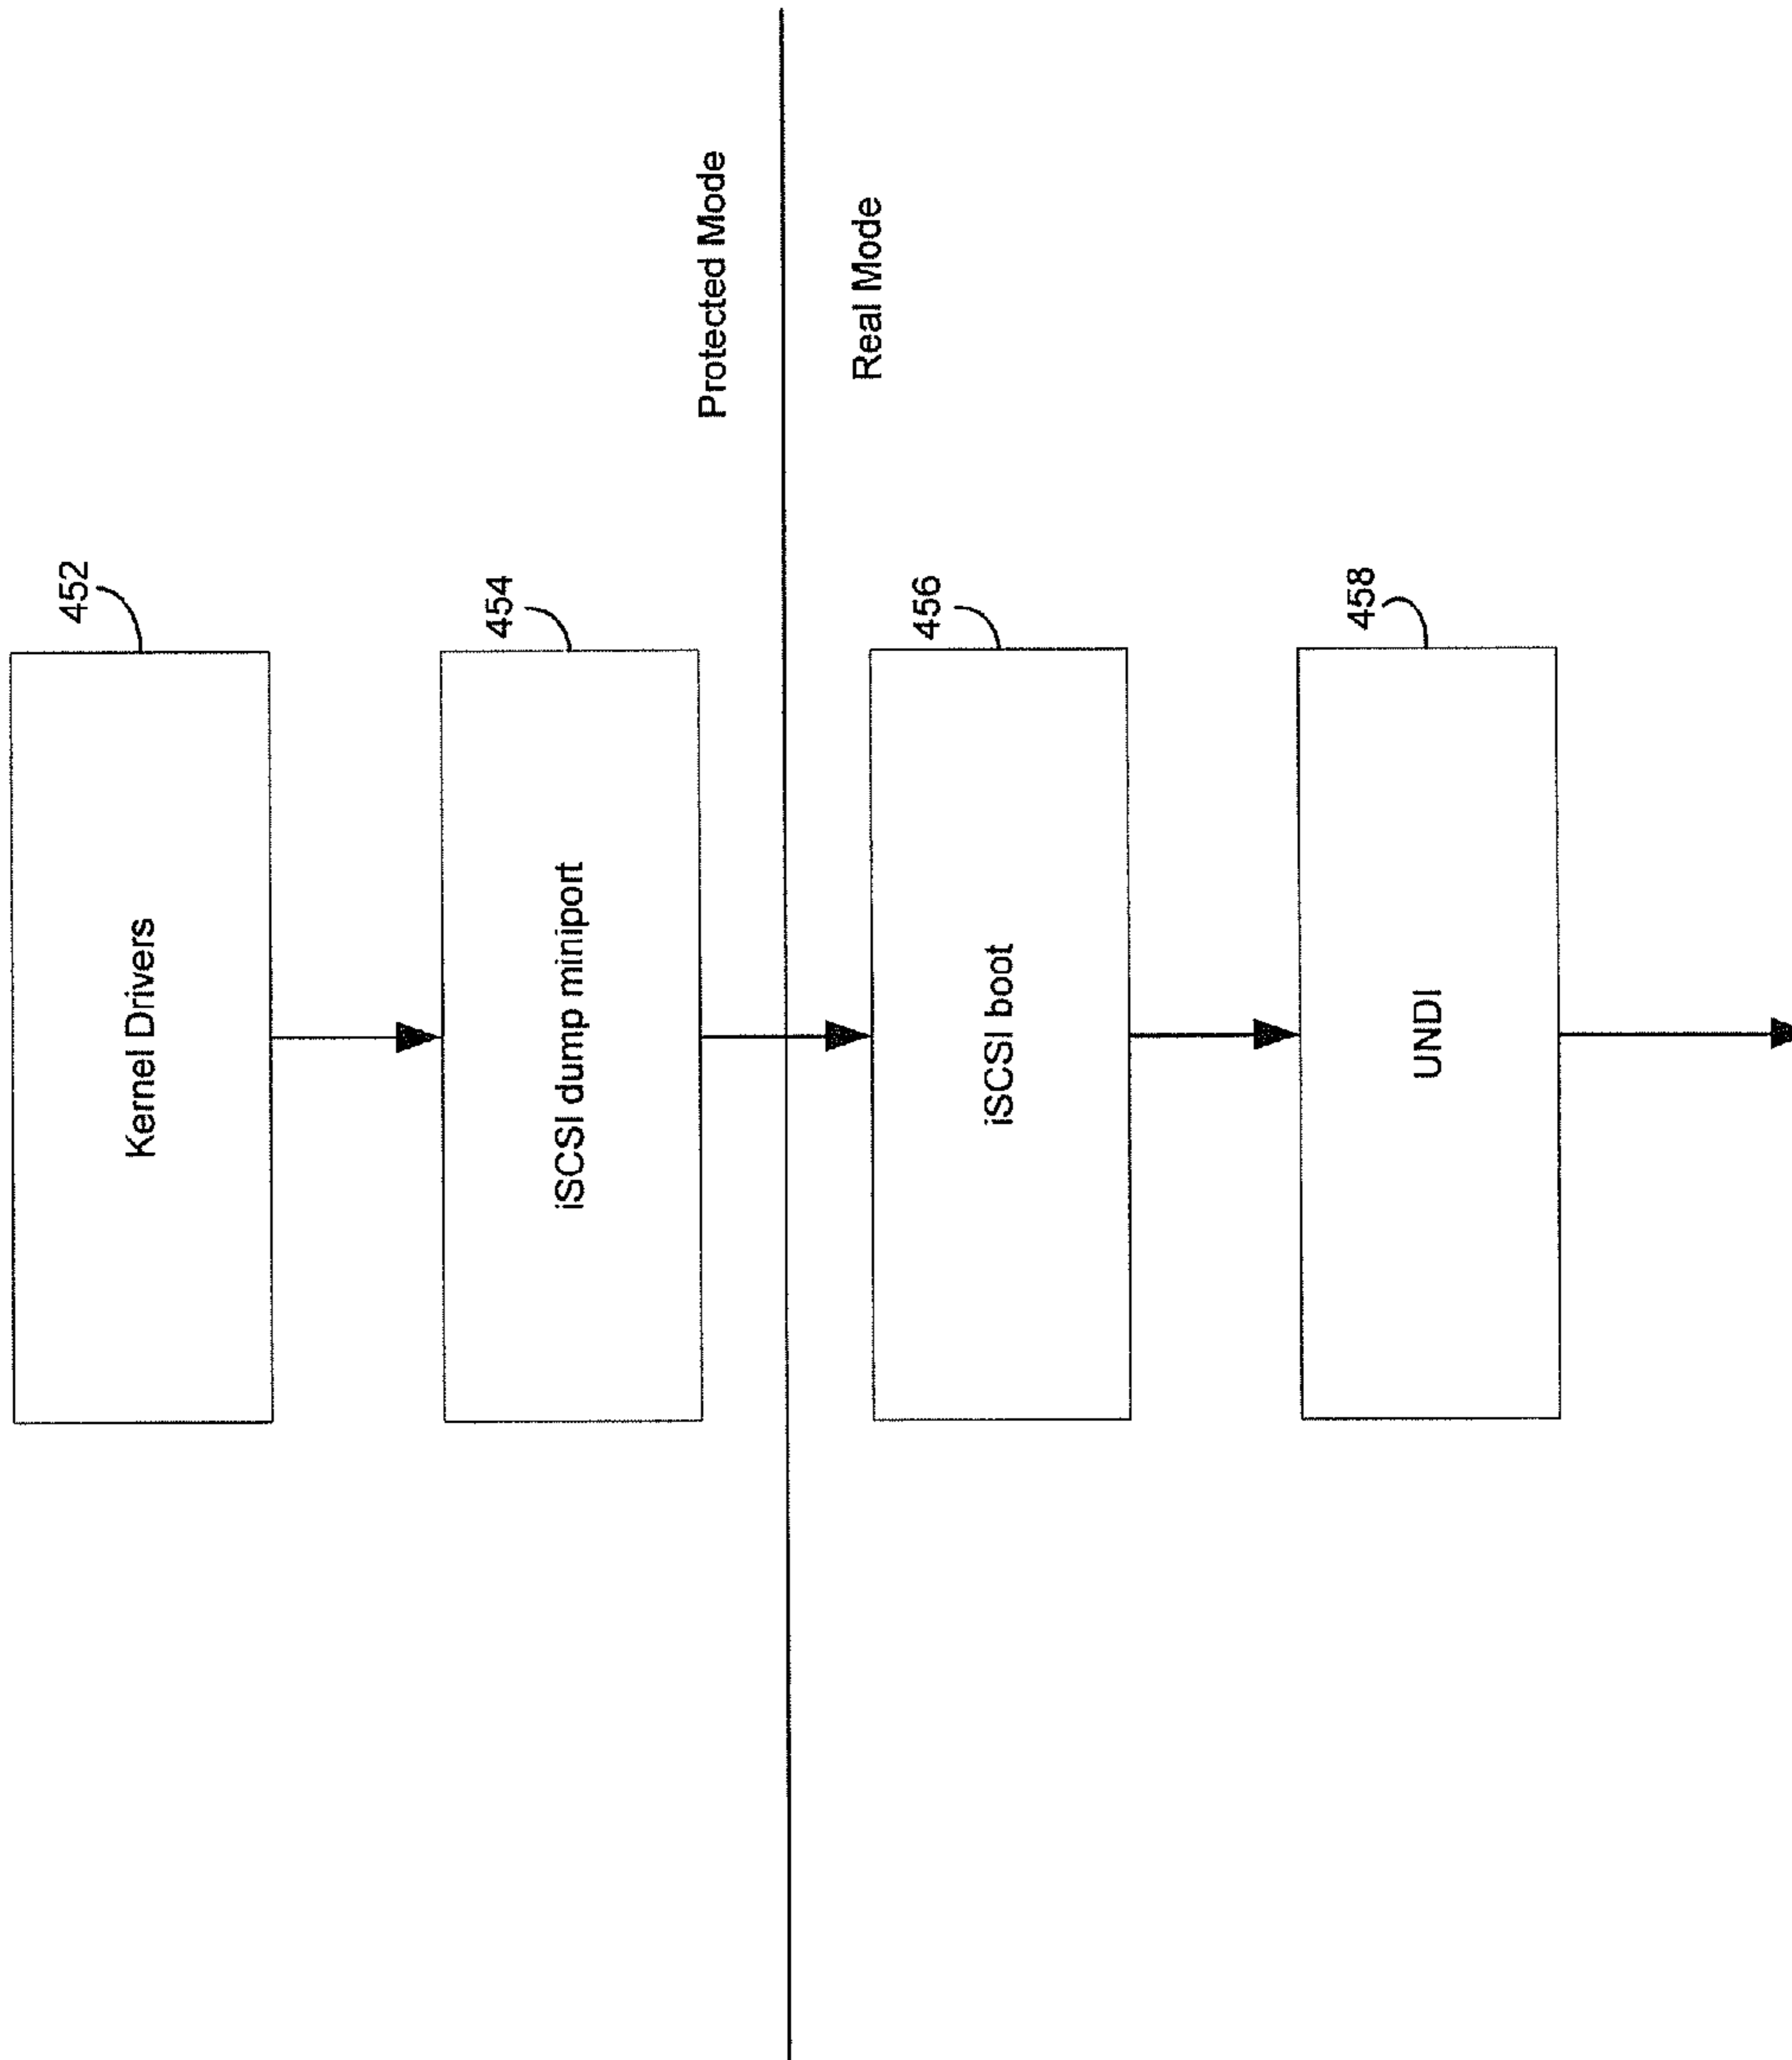 452
Kernel Drivers
454
iSCSI dump miniport
Protected Mode
Real Mode
456
iSCSI boot
458
UNDI